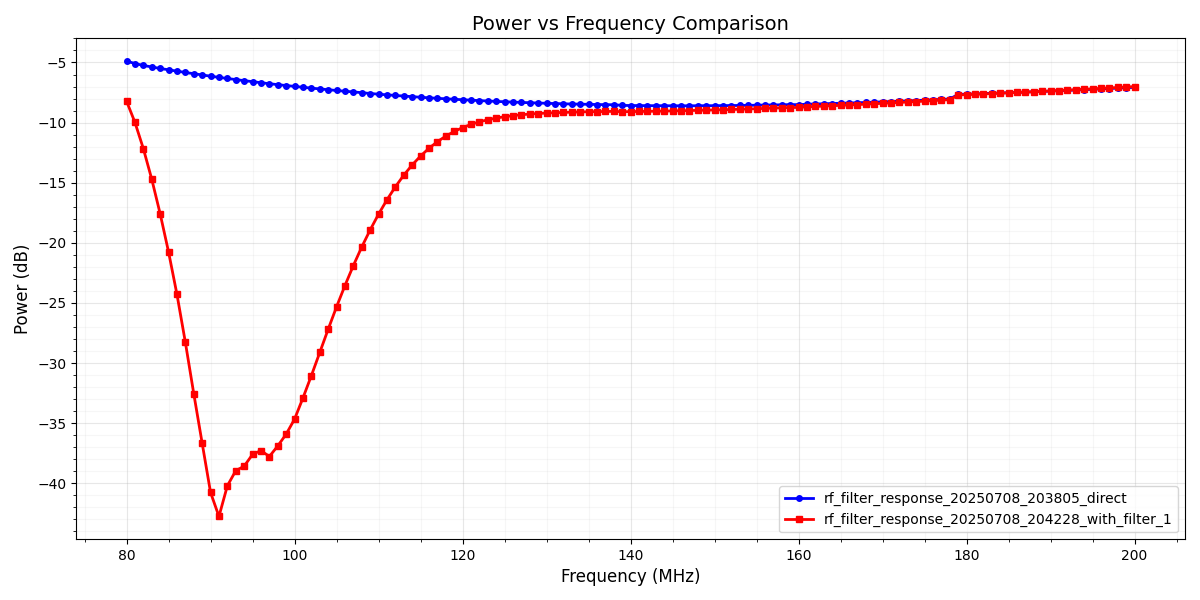 Power vs Frequency Comparison
Power (dB)
−5
−10
−15
−20
−25
−30
−35
−40
rf_filter_response_20250708_203805_direct
rf_filter_response_20250708_204228_with_filter_1
80 100 120 140 160 180 200
Frequency (MHz)